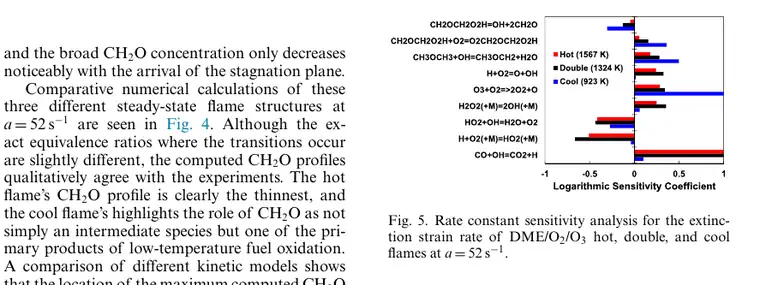 and the broad CH2O concentration only decreases
noticeably with the arrival of the stagnation plane.
Comparative numerical calculations of these
three different steady-state flame structures at
a = 52 s−1 are seen in Fig. 4. Although the ex-
act equivalence ratios where the transitions occur
are slightly different, the computed CH2O profiles
qualitatively agree with the experiments. The hot
flame's CH2O profile is clearly the thinnest, and
the cool flame's highlights the role of CH2O as not
simply an intermediate species but one of the pri-
mary products of low-temperature fuel oxidation.
A comparison of different kinetic models shows
that the location of the maximum computed CH2O
CH2OCH2O2H=OH+2CH2O
CH2OCH2O2H+O2=O2CH2OCH2O2H
CH3OCH3+OH=CH3OCH2+H2O
H+O2=O+OH
O3+O2=>2O2+O
H2O2(+M)=2OH(+M)
HO2+OH=H2O+O2
H+O2(+M)=HO2(+M)
CO+OH=CO2+H
Hot (1567 K)
Double (1324 K)
Cool (923 K)
-1 -0.5 0 0.5 1
Logarithmic Sensitivity Coefficient
Fig. 5. Rate constant sensitivity analysis for the extinc-
tion strain rate of DME/O2/O3 hot, double, and cool
flames at a = 52 s−1.